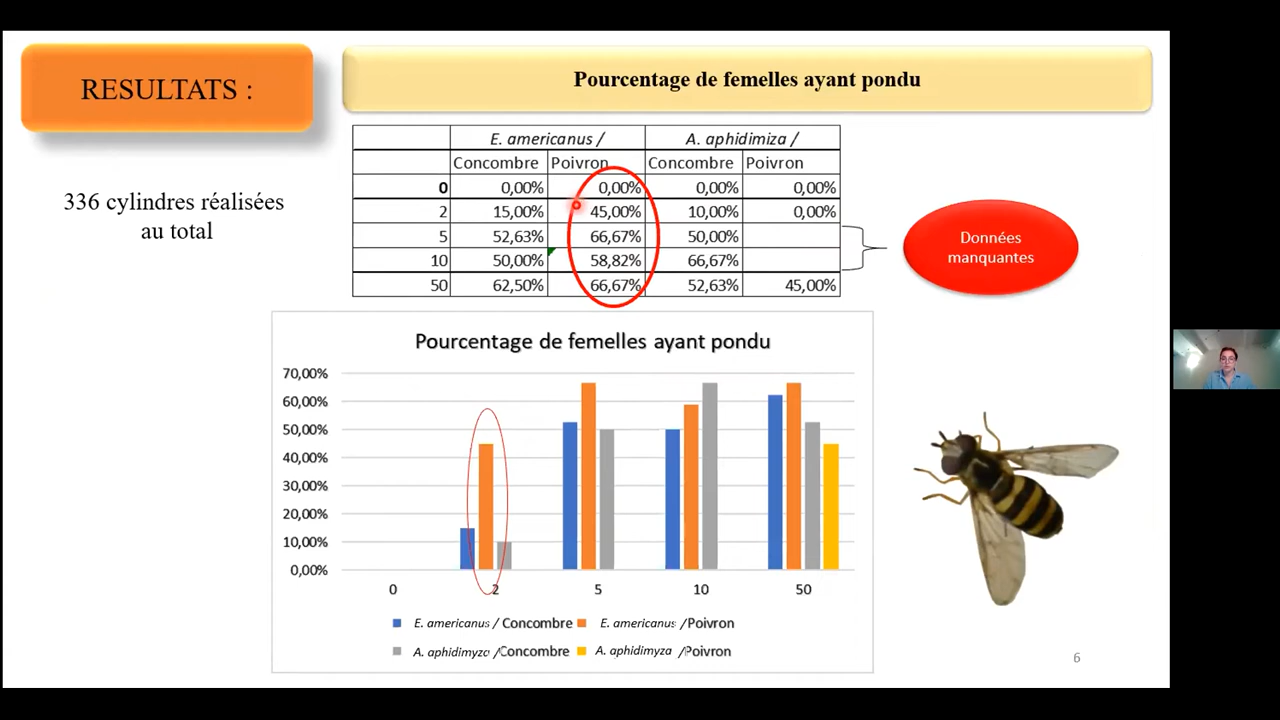 RESULTATS :
Pourcentage de femelles ayant pondu
336 cylindres réalisées
au total
E. americanus / A. aphidimiza /
Concombre Poivron Concombre Poivron
0 0,00% 0,00% 0,00% 0,00%
2 15,00% 45,00% 10,00% 0,00%
5 52,63% 66,67% 50,00%
10 50,00% 58,82% 66,67%
50 62,50% 66,67% 52,63% 45,00%
Données
manquantes
Pourcentage de femelles ayant pondu
70,00%
60,00%
50,00%
40,00%
30,00%
20,00%
10,00%
0,00%
0 2 5 10 50
E. americanus / Concombre E. americanus /Poivron
A. aphidimyza /Concombre A. aphidimyza /Poivron
6